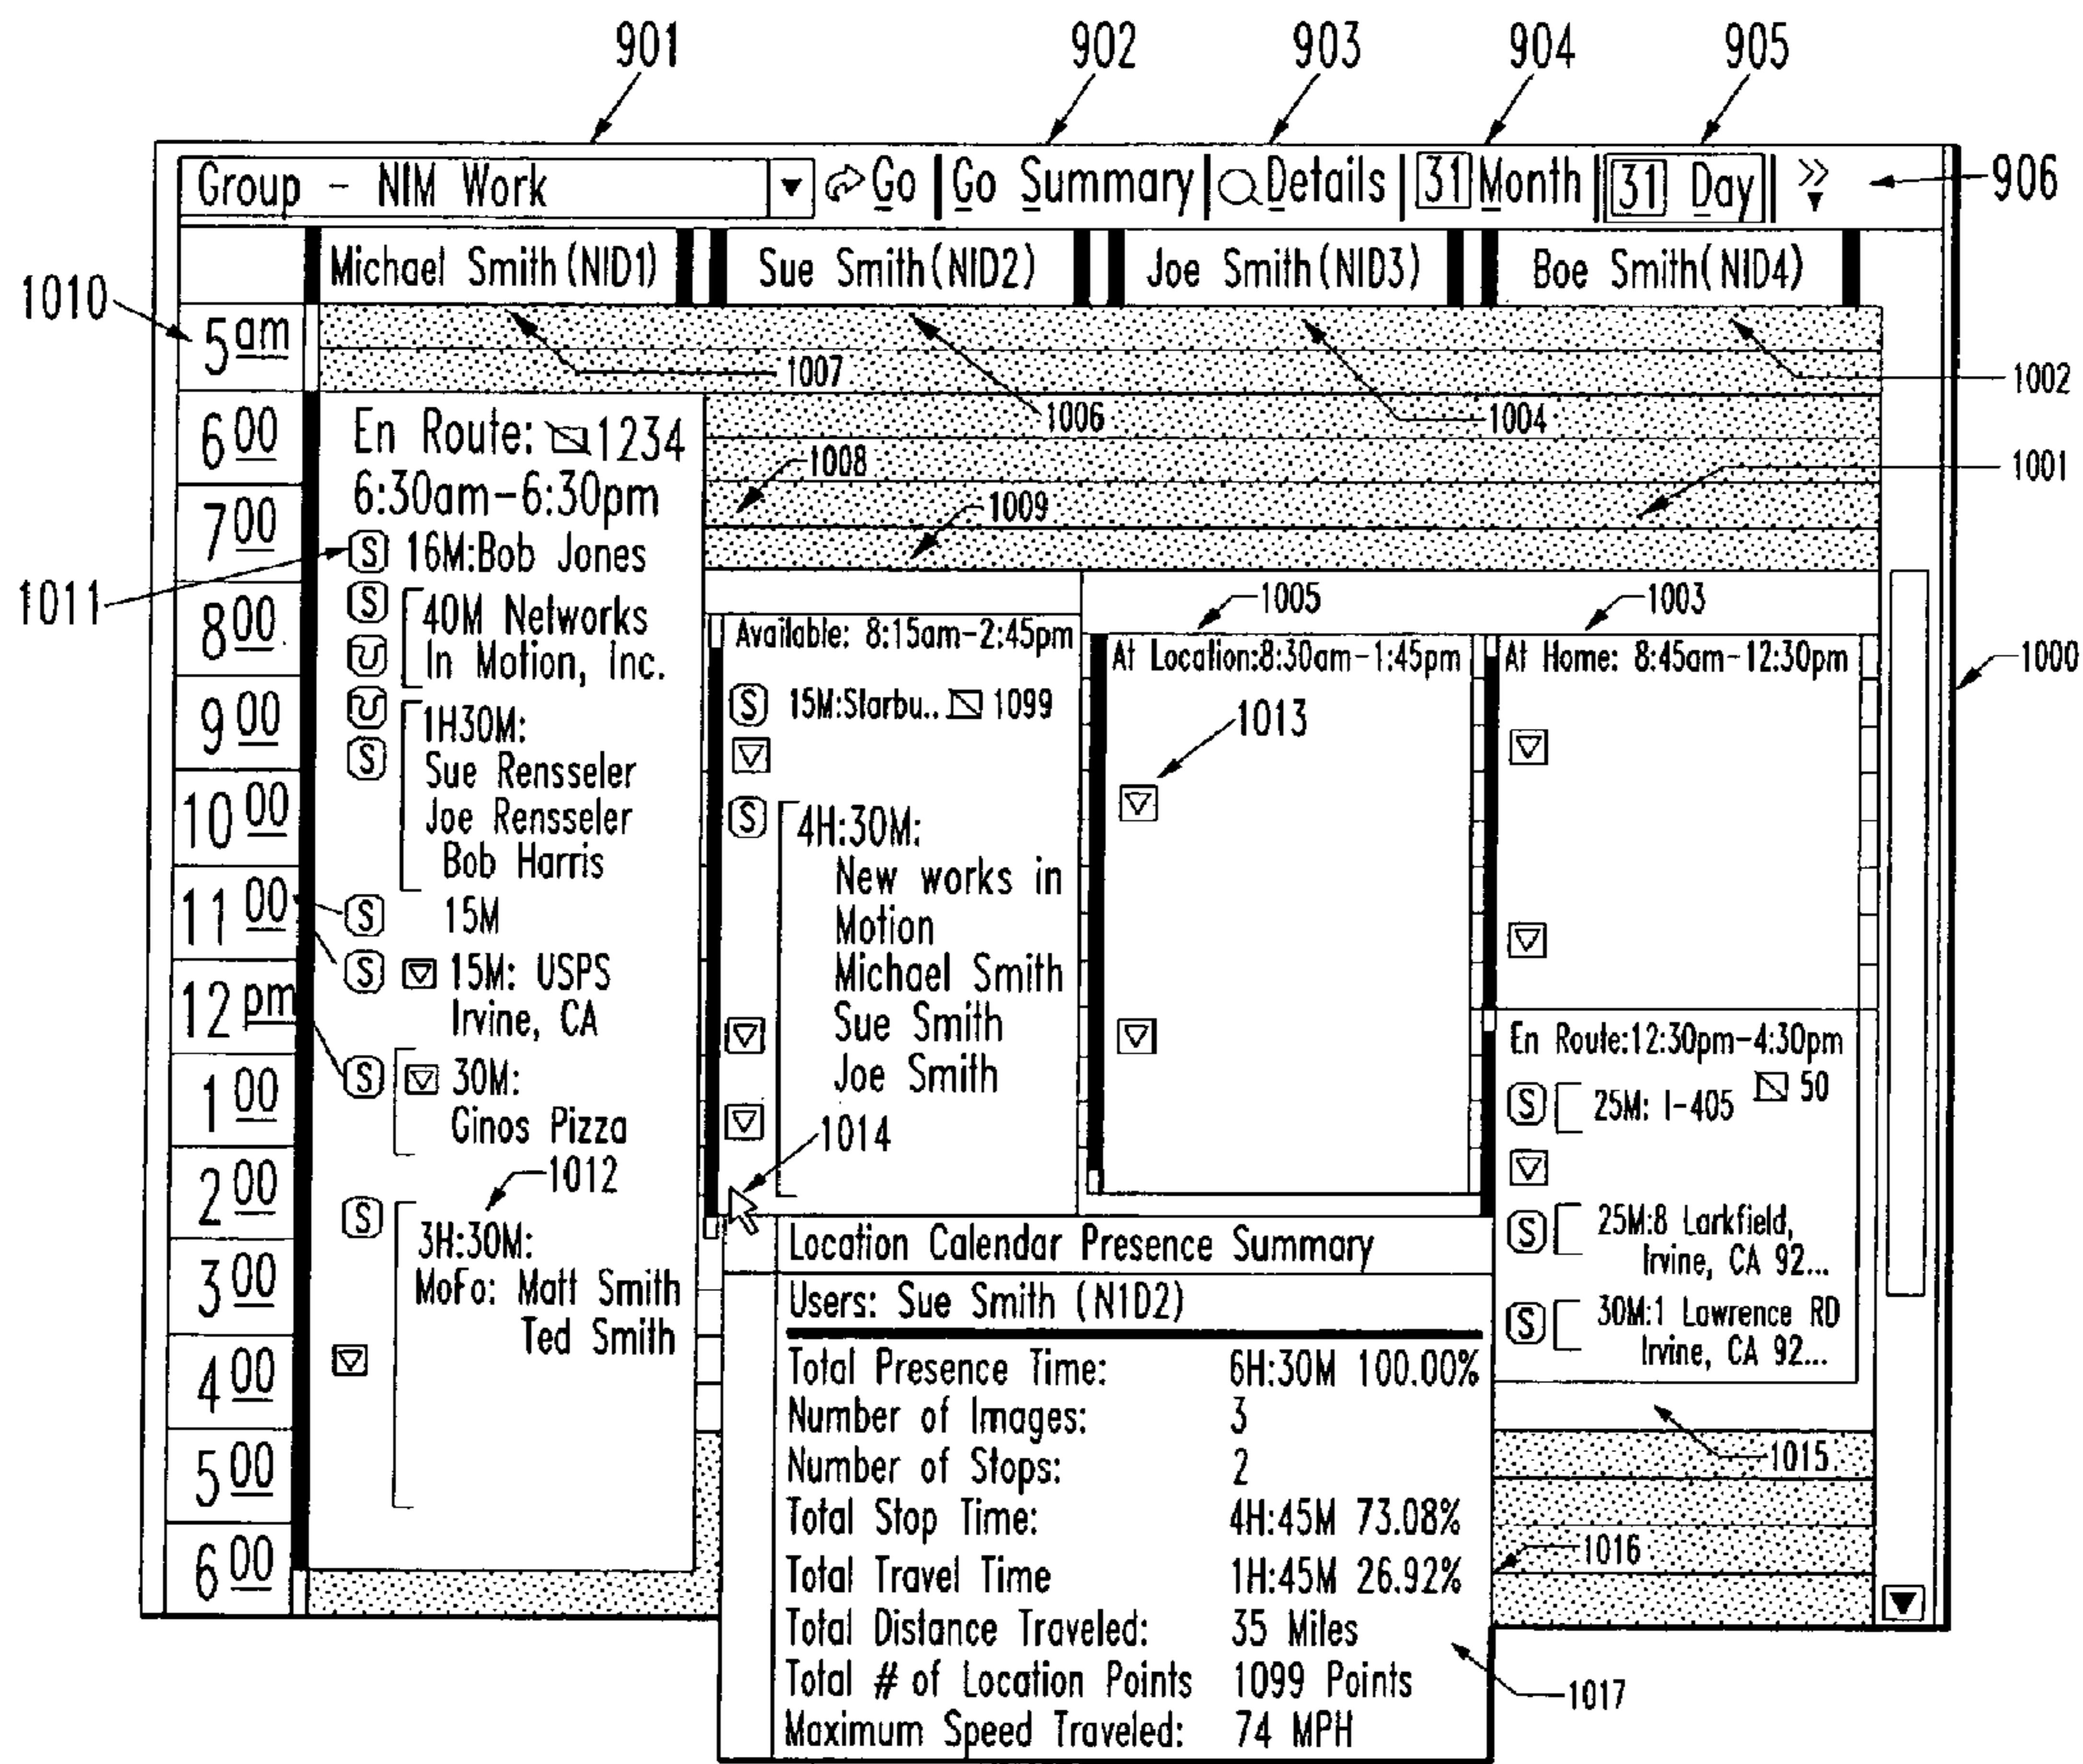 901 902 903 904 905
Group - NIM Work Go Go Summary Details 31 Month 31 Day >> 906
Michael Smith(NID1) Sue Smith(NID2) Joe Smith(NID3) Boe Smith(NID4)
1010
5 am
1007
1006
1004
1002
6 00
En Route: 1234
6:30am-6:30pm
1008
1009
1001
7 00
1011
16M:Bob Jones
8 00
S
S
40M Networks
In Motion, Inc.
9 00
1H30M:
S
Sue Rensseler
Joe Rensseler
Bob Harris
10 00
11 00
S 15M
S 15M: USPS
Irvine, CA
12 pm
S 30M:
Ginos Pizza
1 00
1012
2 00
S
3H:30M:
MoFo: Matt Smith
Ted Smith
3 00
4 00
5 00
6 00
Available: 8:15am-2:45pm
S 15M:Starbu.. 1099
S 4H:30M:
New works in
Motion
Michael Smith
Sue Smith
Joe Smith
1014
1005
At Location:8:30am-1:45pm
1013
1003
At Home: 8:45am-12:30pm
1000
En Route:12:30pm-4:30pm
50
S 25M: I-405
S 25M:8 Larkfield,
Irvine, CA 92...
S 30M:1 Lawrence RD
Irvine, CA 92...
1015
1016
Location Calendar Presence Summary
Users: Sue Smith (N1D2)
Total Presence Time: 6H:30M 100.00%
Number of Images: 3
Number of Stops: 2
Total Stop Time: 4H:45M 73.08%
Total Travel Time 1H:45M 26.92%
Total Distance Traveled: 35 Miles
Total # of Location Points 1099 Points
Maximum Speed Traveled: 74 MPH
1017